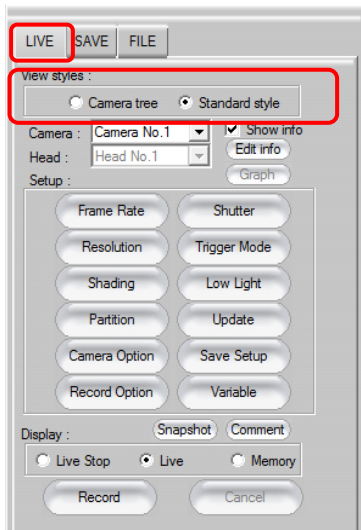 LIVE SAVE FILE
View styles :
Camera tree Standard style
Camera : Camera No.1 Show info
Head : Head No.1 Edit info
Setup : Graph
Frame Rate Shutter
Resolution Trigger Mode
Shading Low Light
Partition Update
Camera Option Save Setup
Record Option Variable
Display : Snapshot Comment
Live Stop Live Memory
Record Cancel